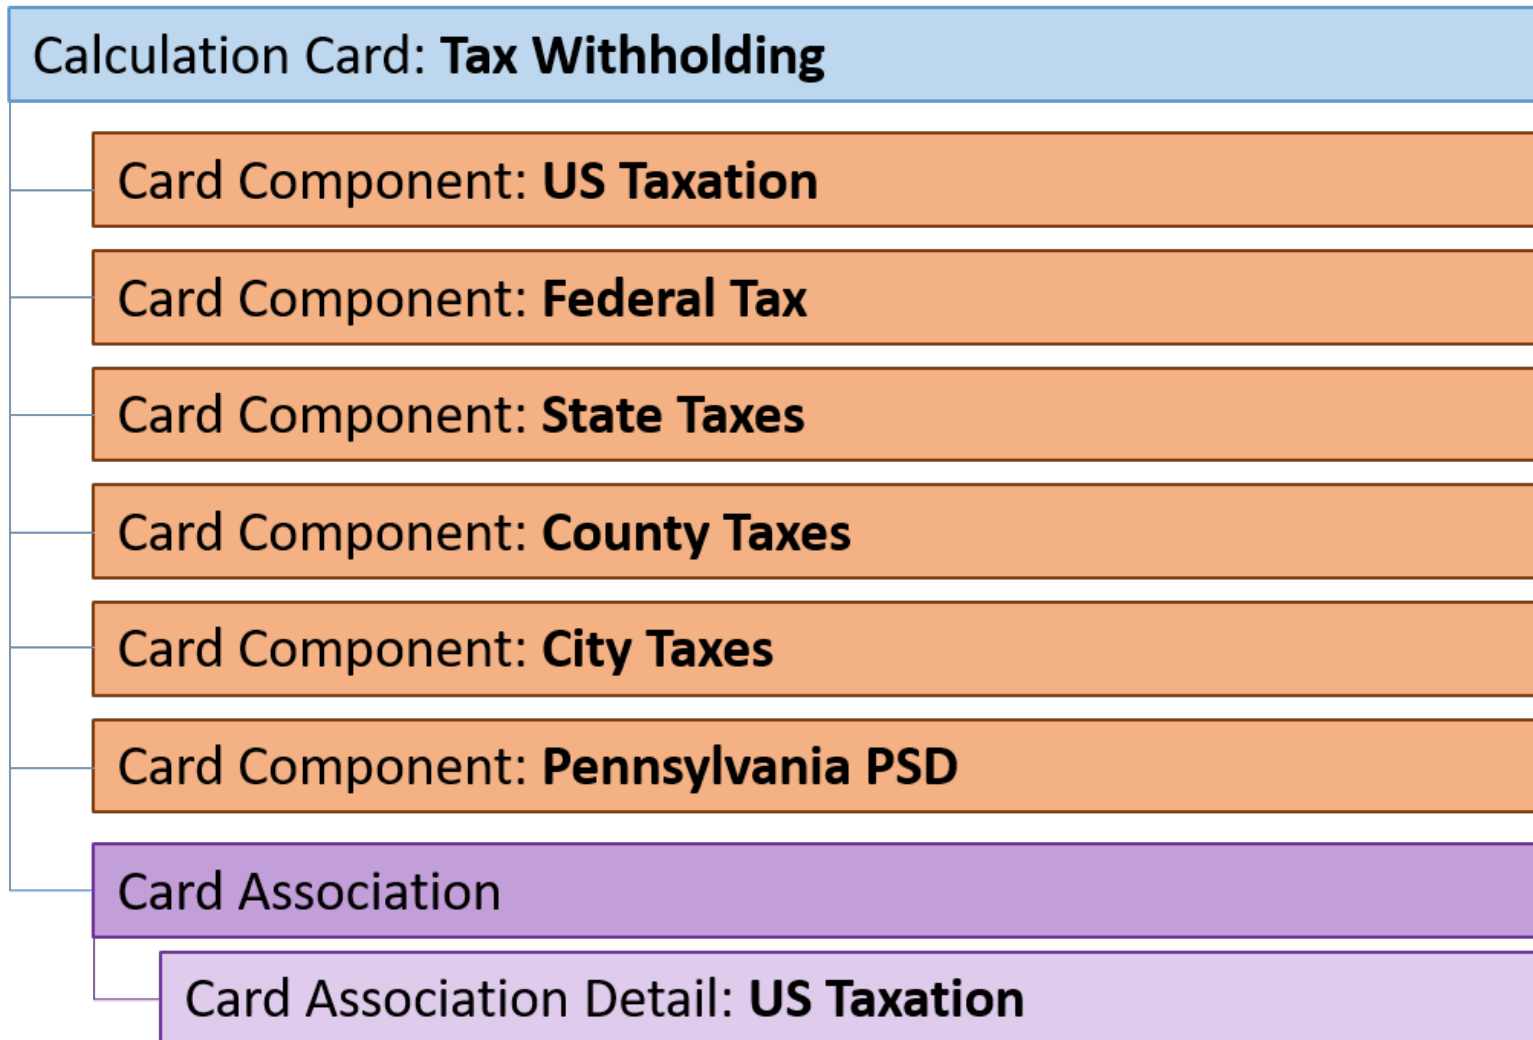 Calculation Card: Tax Withholding
Card Component: US Taxation
Card Component: Federal Tax
Card Component: State Taxes
Card Component: County Taxes
Card Component: City Taxes
Card Component: Pennsylvania PSD
Card Association
Card Association Detail: US Taxation